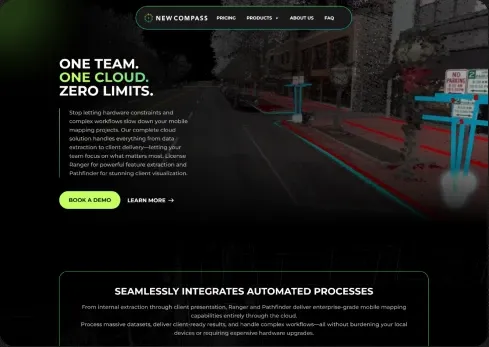 NEW COMPASS
PRICING
PRODUCTS
ABOUT US
FAQ
ONE TEAM.
ONE CLOUD.
ZERO LIMITS.
Stop letting hardware constraints and
complex workflows slow down your mobile
mapping projects. Our complete cloud
solution handles everything from data
extraction to client delivery—letting your
team focus on what matters most. License
Ranger for powerful feature extraction and
Pathfinder for stunning client visualization.
BOOK A DEMO
LEARN MORE →
NO
PARKING
SEAMLESSLY INTEGRATES AUTOMATED PROCESSES
From internal extraction through client presentation, Ranger and Pathfinder deliver enterprise-grade mobile mapping
capabilities entirely through the cloud.
Process massive datasets, deliver client-ready results, and handle complex workflows—all without burdening your local
devices or requiring expensive hardware upgrades.